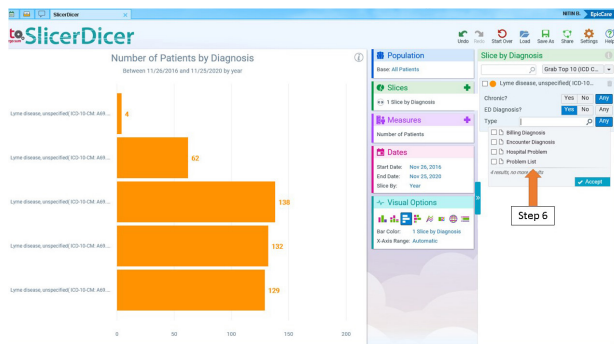 SlicerDicer ×
NITIN EL EpicCare
SlicerDicer
Undo Redo Start Over Load Save As Share Settings Help
Number of Patients by Diagnosis
Between 11/26/2016 and 11/25/2020 by year
Lyme disease, unspecified( ICD-10-CM: A69.... 4
Lyme disease, unspecified( ICD-10-CM: A69.... 62
Lyme disease, unspecified( ICD-10-CM: A69.... 138
Lyme disease, unspecified( ICD-10-CM: A69.... 132
Lyme disease, unspecified( ICD-10-CM: A69.... 129
0 50 100 150 200
Population
Base: All Patients
Slices
1 Slice by Diagnosis
Measures
Number of Patients
Dates
Start Date: Nov 26, 2016
End Date: Nov 25, 2020
Slice By: Year
Visual Options
Bar Color: 1 Slice by Diagnosis
X-Axis Range: Automatic
Slice by Diagnosis
Grab Top 10 (ICD C...
Lyme disease, unspecified( ICD-10...
Chronic? Yes No Any
ED Diagnosis? Yes No Any
Type Any
Billing Diagnosis
Encounter Diagnosis
Hospital Problem
Problem List
4 results, no more
Accept
Step 6